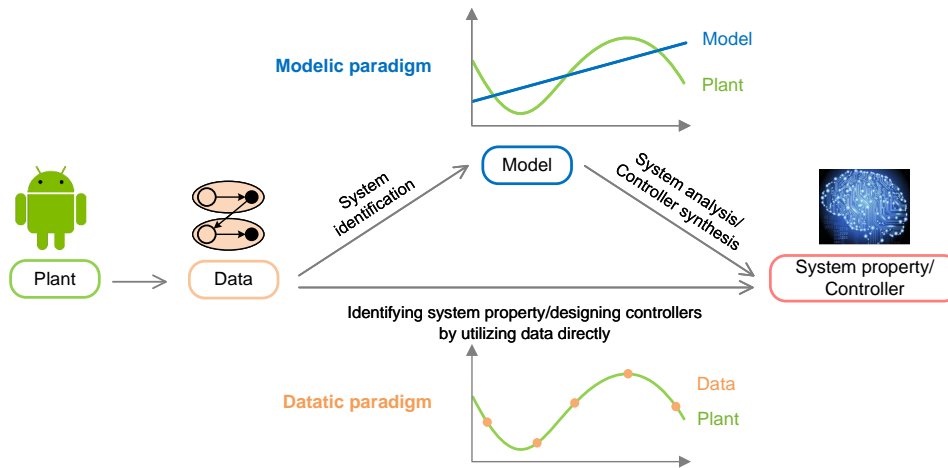 Modelic paradigm
Model
Plant
Model
System
identification
System analysis/
Controller synthesis
Plant
Data
System property/
Controller
Identifying system property/designing controllers
by utilizing data directly
Datatic paradigm
Data
Plant